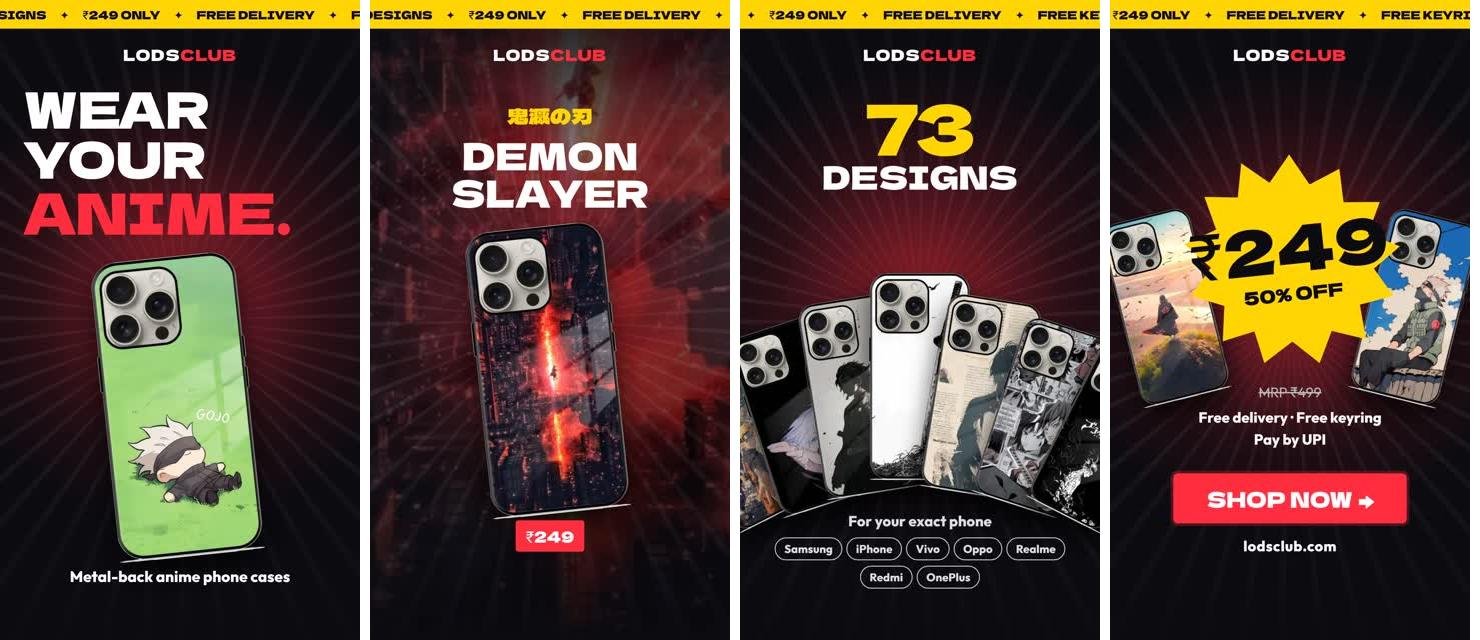 SIGNS ✦ ₹249 ONLY ✦ FREE DELIVERY ✦ F
LODSCLUB
WEAR
YOUR
ANIME.
GOJO
Metal-back anime phone cases
DESIGNS ✦ ₹249 ONLY ✦ FREE DELIVERY ✦
LODSCLUB
鬼滅の刃
DEMON
SLAYER
₹249
✦ ₹249 ONLY ✦ FREE DELIVERY ✦ FREE KE
LODSCLUB
73
DESIGNS
For your exact phone
Samsung iPhone Vivo Oppo Realme
Redmi OnePlus
₹249 ONLY ✦ FREE DELIVERY ✦ FREE KEYRI
LODSCLUB
₹249
50% OFF
MRP ₹499
Free delivery · Free keyring
Pay by UPI
SHOP NOW →
lodsclub.com